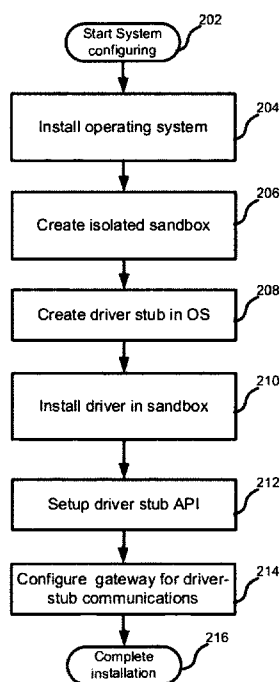 Start System
configuring
202
Install operating system
204
Create isolated sandbox
206
Create driver stub in OS
208
Install driver in sandbox
210
Setup driver stub API
212
Configure gateway for driver-
stub communications
214
Complete
installation
216